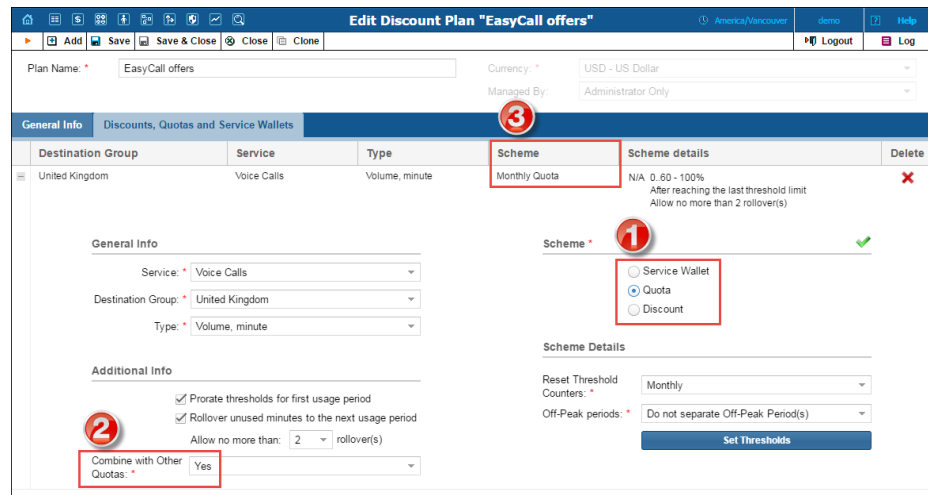 Edit Discount Plan "EasyCall offers"
America/Vancouver
demo
? Help
Add Save Save & Close Close Clone
Logout Log
Plan Name: * EasyCall offers
Currency: * USD - US Dollar
Managed By: Administrator Only
3
General Info Discounts, Quotas and Service Wallets
Destination Group Service Type Scheme Scheme details Delete
United Kingdom Voice Calls Volume, minute Monthly Quota N/A 0..60 - 100%
After reaching the last threshold limit
Allow no more than 2 rollover(s)
1
General Info
Service: * Voice Calls
Destination Group: * United Kingdom
Type: * Volume, minute
Scheme *
Service Wallet
Quota
Discount
Additional Info
Prorate thresholds for first usage period
Rollover unused minutes to the next usage period
Allow no more than: 2 rollover(s)
2
Combine with Other Quotas: * Yes
Scheme Details
Reset Threshold Counters: * Monthly
Off-Peak periods: * Do not separate Off-Peak Period(s)
Set Thresholds